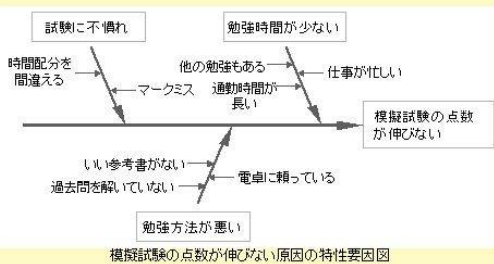 試験に不慣れ
勉強時間が少ない
時間配分を
間違える
マークミス
他の勉強もある
仕事が忙しい
通勤時間が
長い
模擬試験の点数
が伸びない
いい参考書がない
過去問を解いていない
電卓に頼っている
勉強方法が悪い
模擬試験の点数が伸びない原因の特性要因図